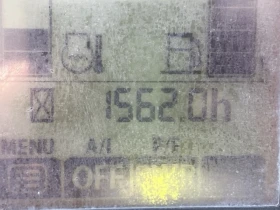 1562.0h
MENU A/I P/H
OFF